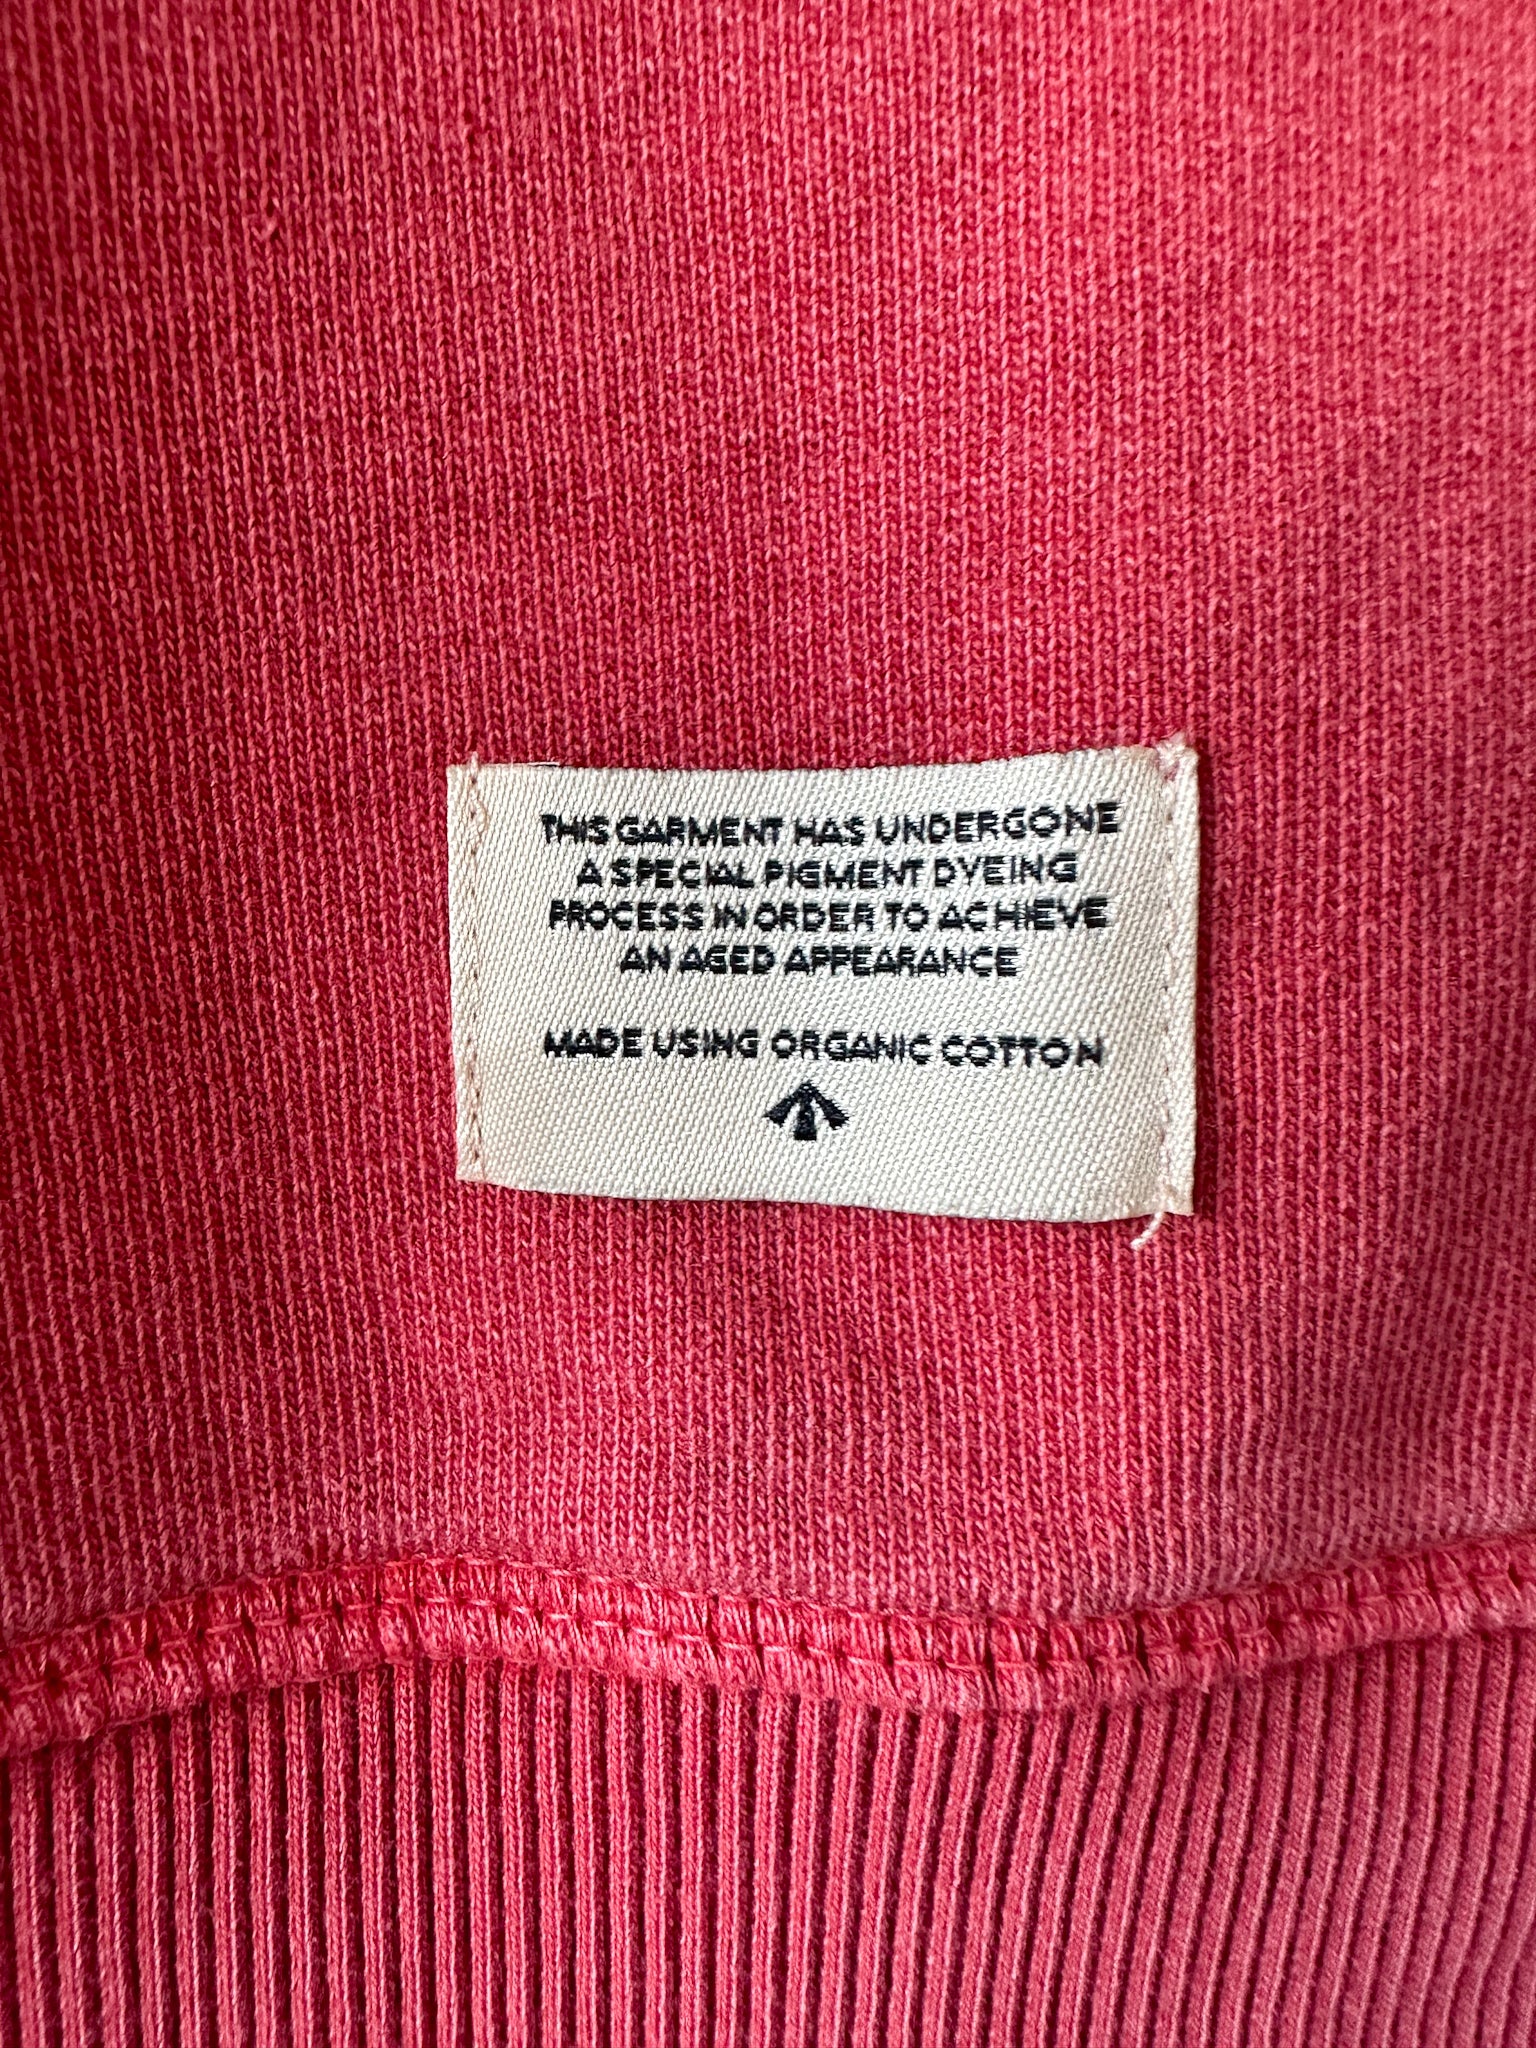 THIS GARMENT HAS UNDERGONE
A SPECIAL PIGMENT DYEING
PROCESS IN ORDER TO ACHIEVE
AN AGED APPEARANCE
MADE USING ORGANIC COTTON